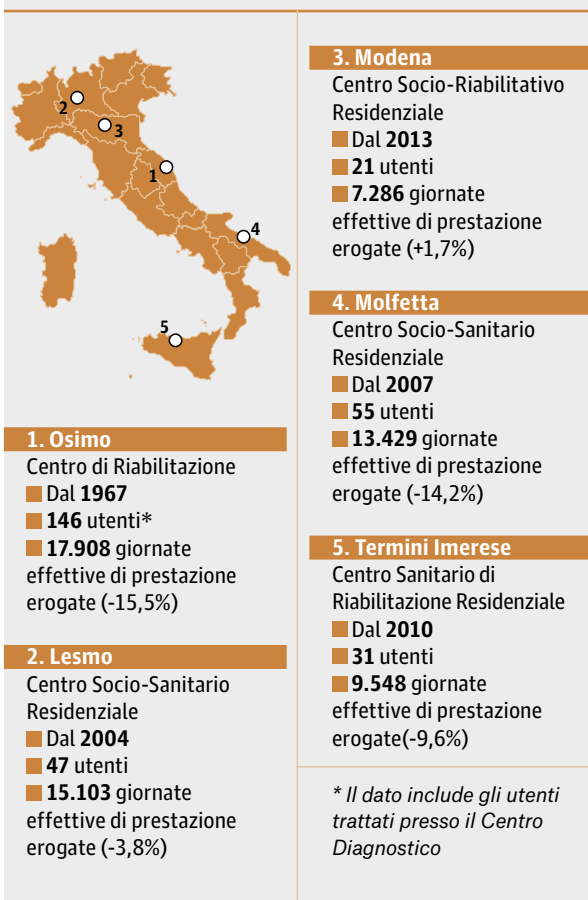 2
3
1
4
5
1. Osimo
Centro di Riabilitazione
Dal 1967
146 utenti*
17.908 giornate
effettive di prestazione
erogate (-15,5%)
2. Lesmo
Centro Socio-Sanitario
Residenziale
Dal 2004
47 utenti
15.103 giornate
effettive di prestazione
erogate (-3,8%)
3. Modena
Centro Socio-Riabilitativo
Residenziale
Dal 2013
21 utenti
7.286 giornate
effettive di prestazione
erogate (+1,7%)
4. Molfetta
Centro Socio-Sanitario
Residenziale
Dal 2007
55 utenti
13.429 giornate
effettive di prestazione
erogate (-14,2%)
5. Termini Imerese
Centro Sanitario di
Riabilitazione Residenziale
Dal 2010
31 utenti
9.548 giornate
effettive di prestazione
erogate(-9,6%)
* Il dato include gli utenti
trattati presso il Centro
Diagnostico